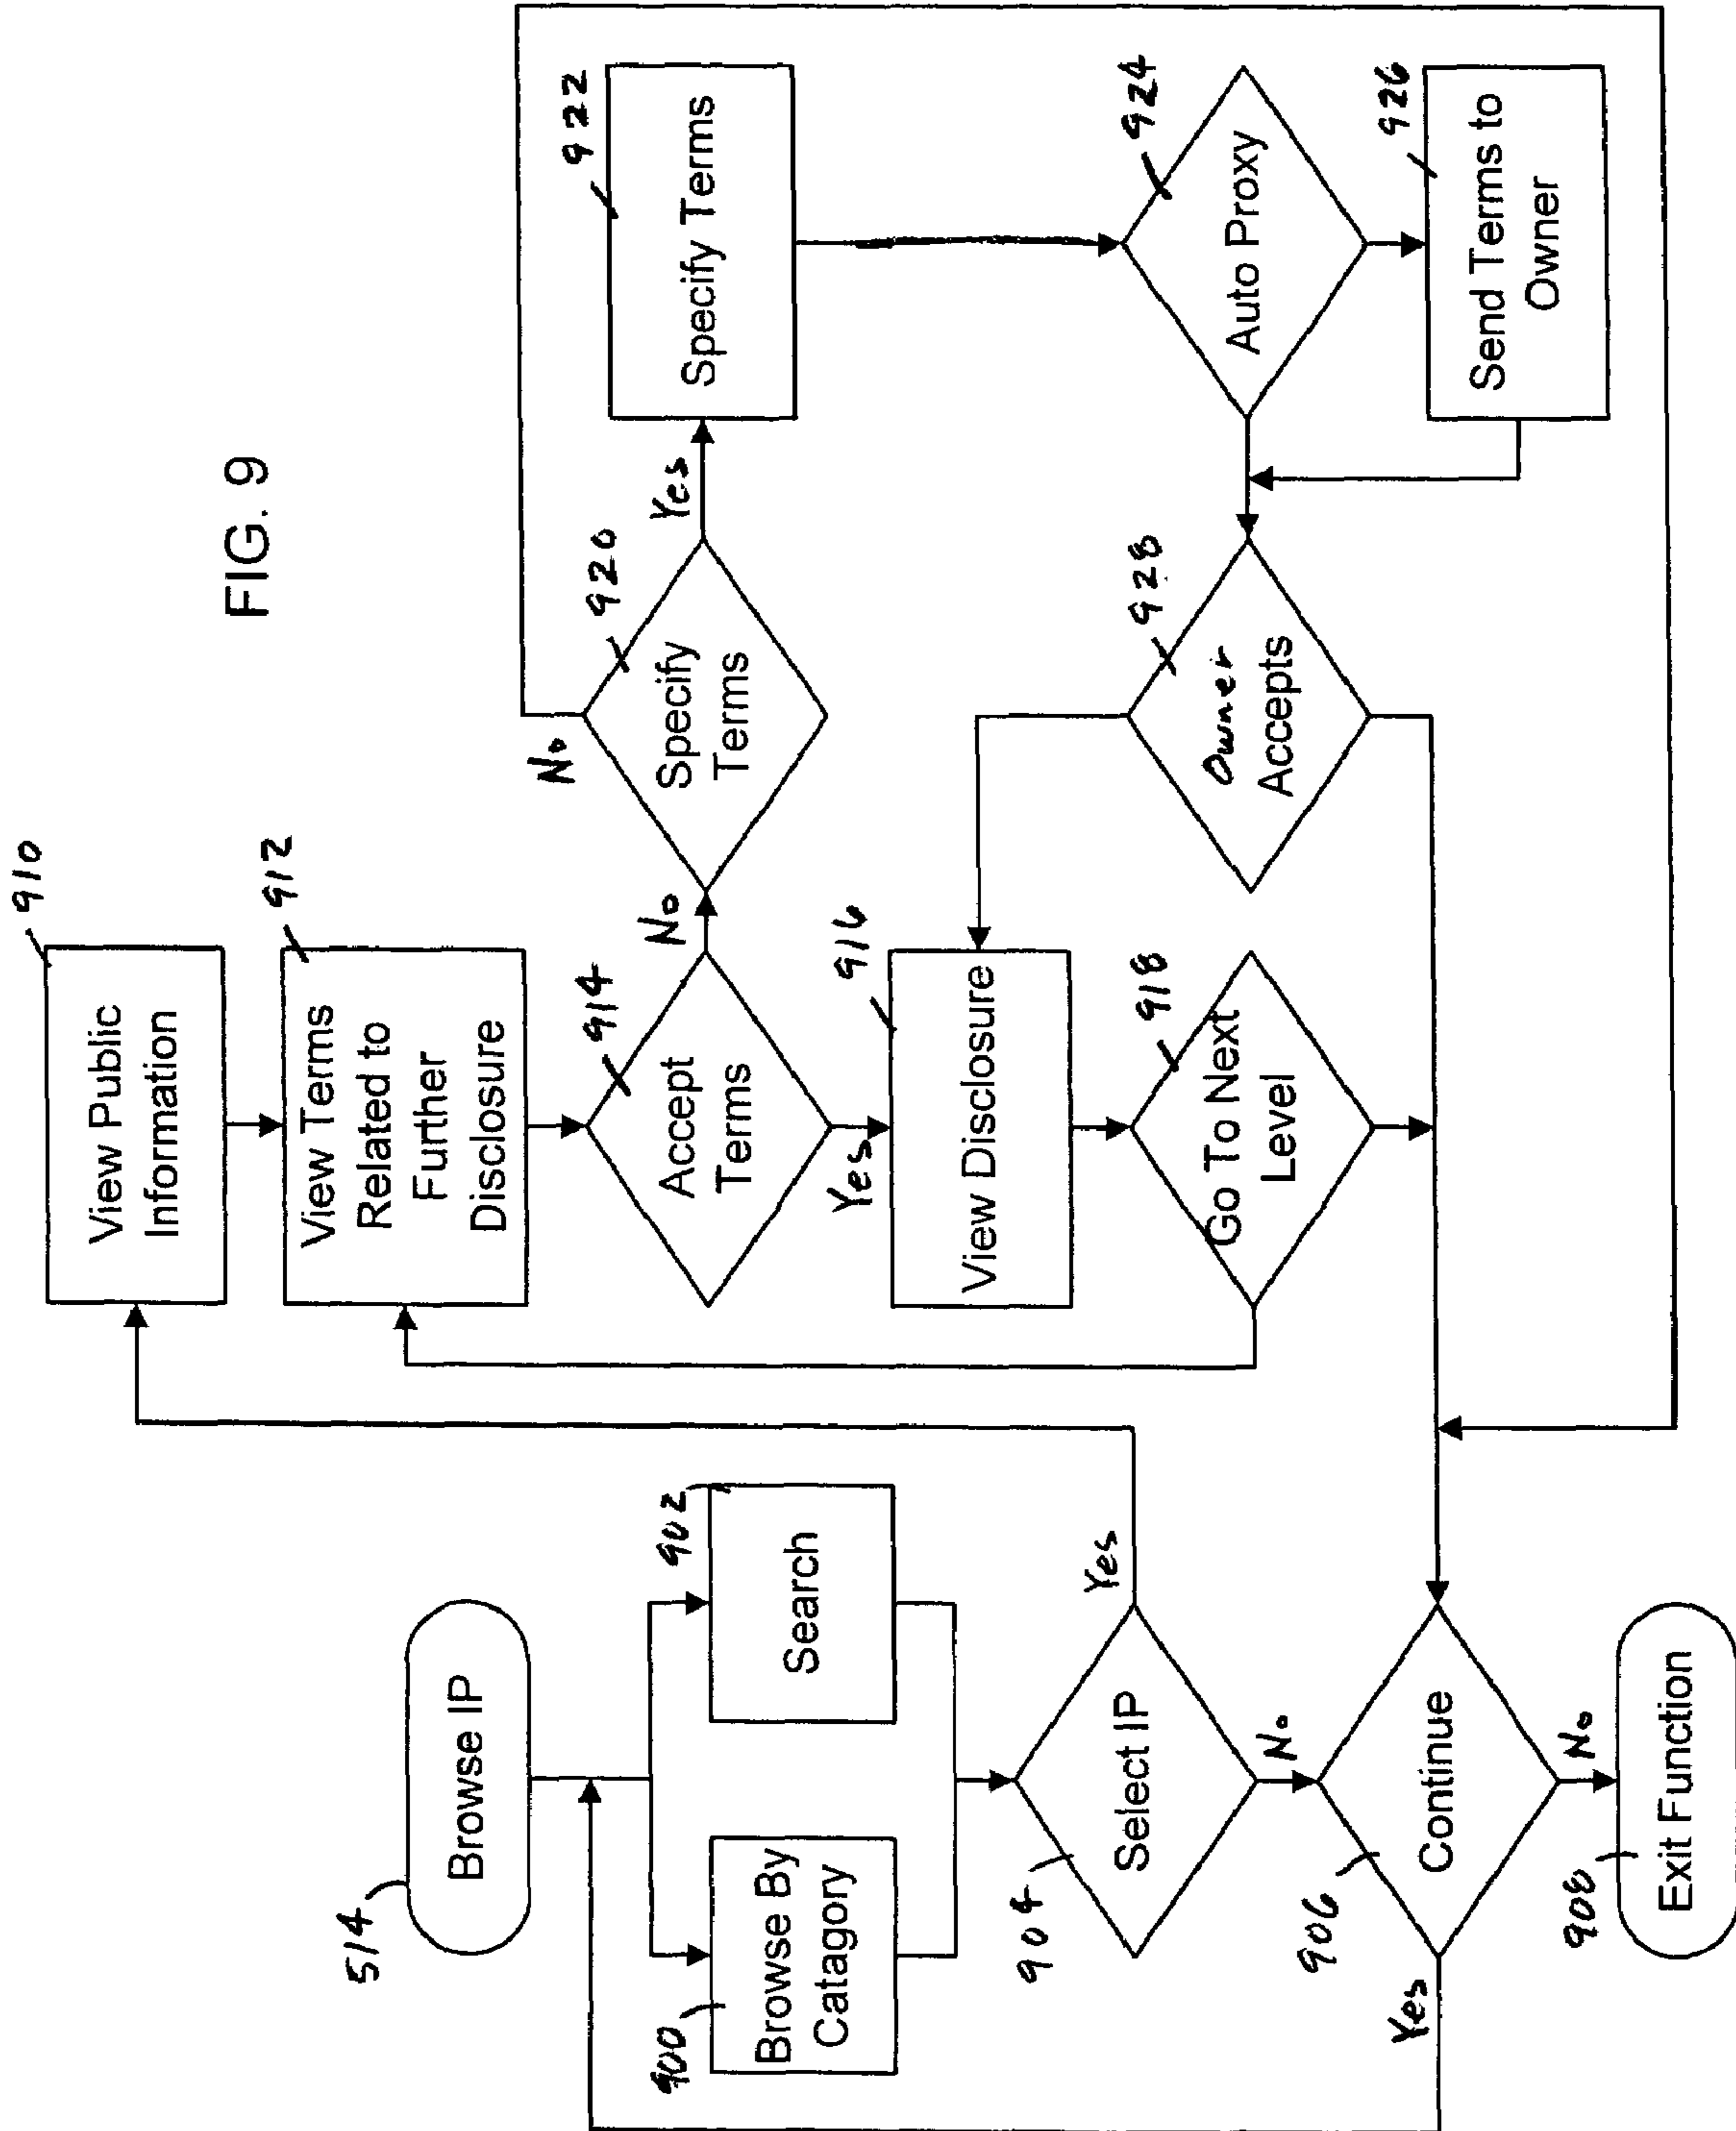 FIG. 9
514
Browse IP
900
Browse By
Catagory
902
Search
904
Select IP
Yes
No
906
Continue
Yes
No
908
Exit Function
910
View Public
Information
912
View Terms
Related to
Further
Disclosure
914
Accept
Terms
No
Yes
916
View Disclosure
918
Go To Next
Level
920
Specify
Terms
No
Yes
922
Specify Terms
924
Auto Proxy
926
Send Terms to
Owner
928
Owner
Accepts